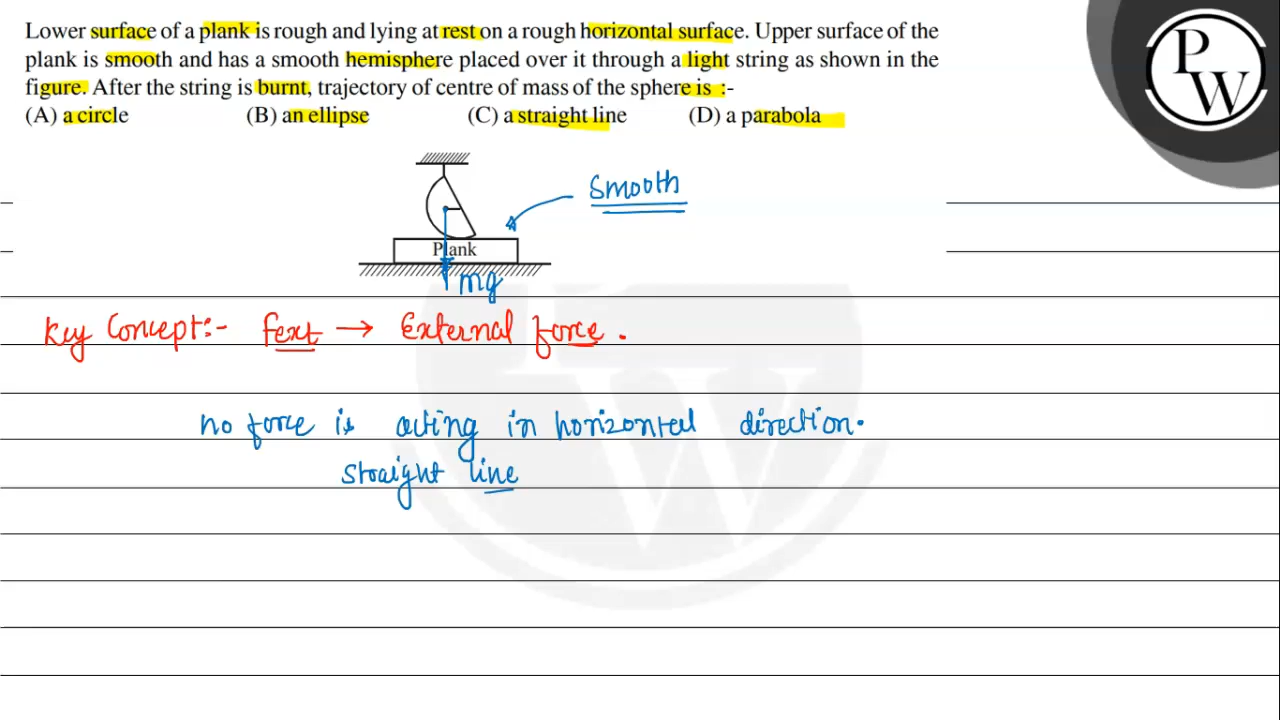 Lower surface of a plank is rough and lying at rest on a rough horizontal surface. Upper surface of the
plank is smooth and has a smooth hemisphere placed over it through a light string as shown in the
figure. After the string is burnt, trajectory of centre of mass of the sphere is :-
(A) a circle (B) an ellipse (C) a straight line (D) a parabola
P
W
Smooth
Plank
mg
Key Concept:- Fext → External force.
no force is acting in horizontal direction.
straight line